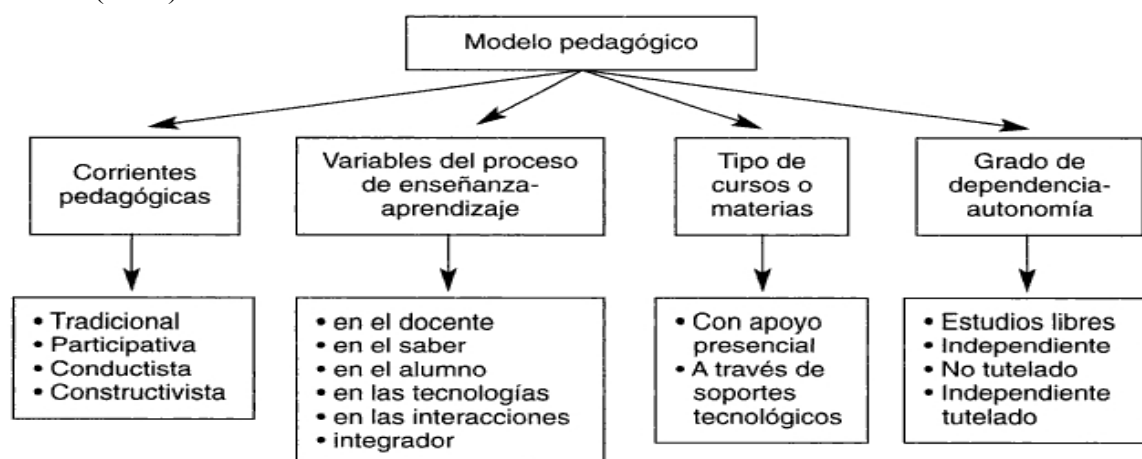 Modelo pedagógico
Corrientes
pedagógicas
Variables del proceso
de enseñanza-
aprendizaje
Tipo de
cursos o
materias
Grado de
dependencia-
autonomía
• Tradicional
• Participativa
• Conductista
• Constructivista
• en el docente
• en el saber
• en el alumno
• en las tecnologías
• en las interacciones
• integrador
• Con apoyo
presencial
• A través de
soportes
tecnológicos
• Estudios libres
• Independiente
• No tutelado
• Independiente
tutelado